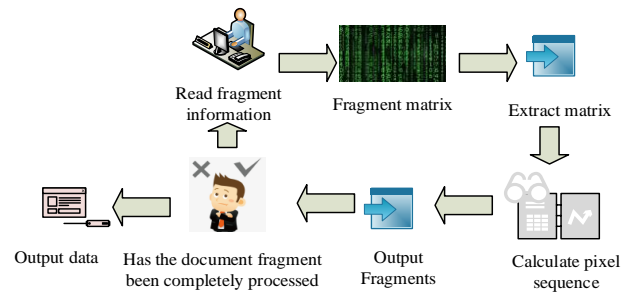 Read fragment
information
Fragment matrix
Extract matrix
Calculate pixel
sequence
Output
Fragments
Has the document fragment
been completely processed
Output data